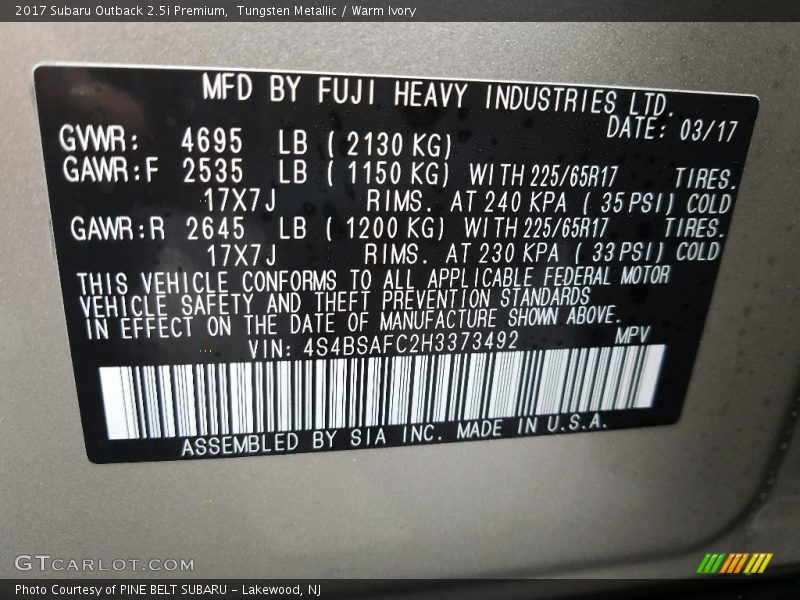 2017 Subaru Outback 2.5i Premium,  Tungsten Metallic / Warm Ivory
MFD BY FUJI HEAVY INDUSTRIES LTD.
DATE: 03/17
GVWR: 4695 LB ( 2130 KG)
GAWR:F 2535 LB ( 1150 KG) WITH 225/65R17 TIRES.
17X7J RIMS. AT 240 KPA ( 35 PSI) COLD
GAWR:R 2645 LB ( 1200 KG) WITH 225/65R17 TIRES.
17X7J RIMS. AT 230 KPA ( 33 PSI) COLD
THIS VEHICLE CONFORMS TO ALL APPLICABLE FEDERAL MOTOR
VEHICLE SAFETY AND THEFT PREVENTION STANDARDS
IN EFFECT ON THE DATE OF MANUFACTURE SHOWN ABOVE.
VIN: 4S4BSAFC2H3373492 MPV
ASSEMBLED BY SIA INC. MADE IN U.S.A.
GTCARLOT.COM
Photo Courtesy of PINE BELT SUBARU - Lakewood, NJ